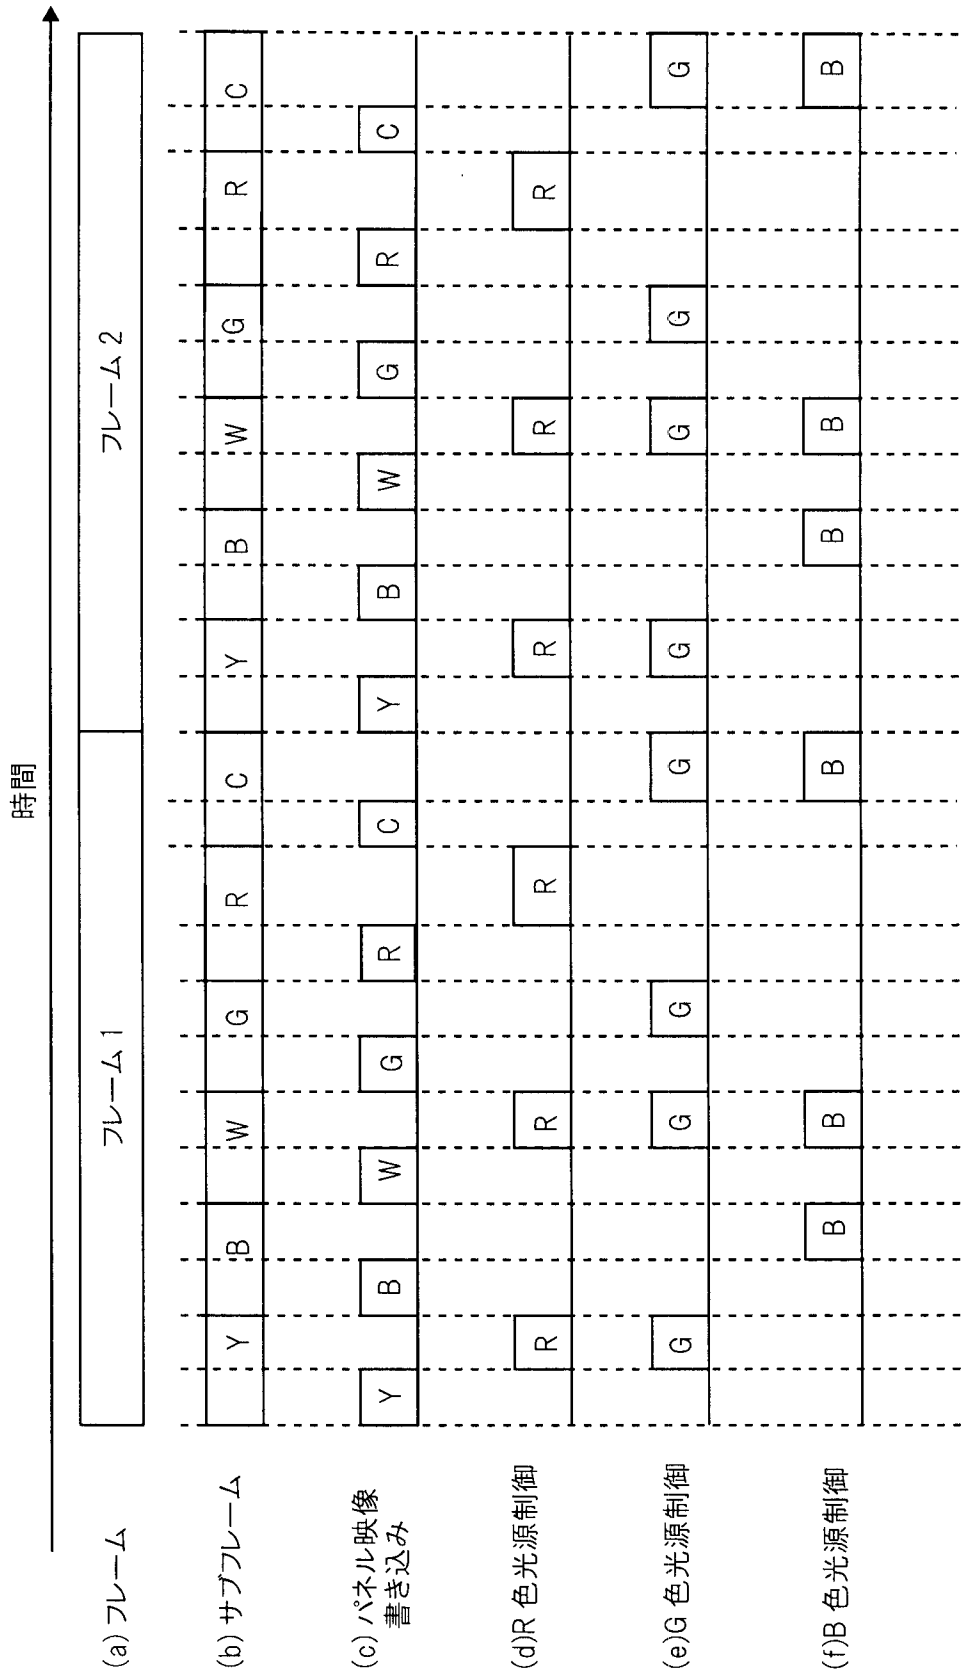 時間
(a) フレーム
フレーム 1
フレーム 2
(b) サブフレーム
Y B W G R C Y B W G R C
(c) パネル映像
書き込み
Y B W G R C Y B W G R C
(d)R 色光源制御
R R R R R R
(e)G 色光源制御
G G G G G G G G
(f)B 色光源制御
B B B B B B